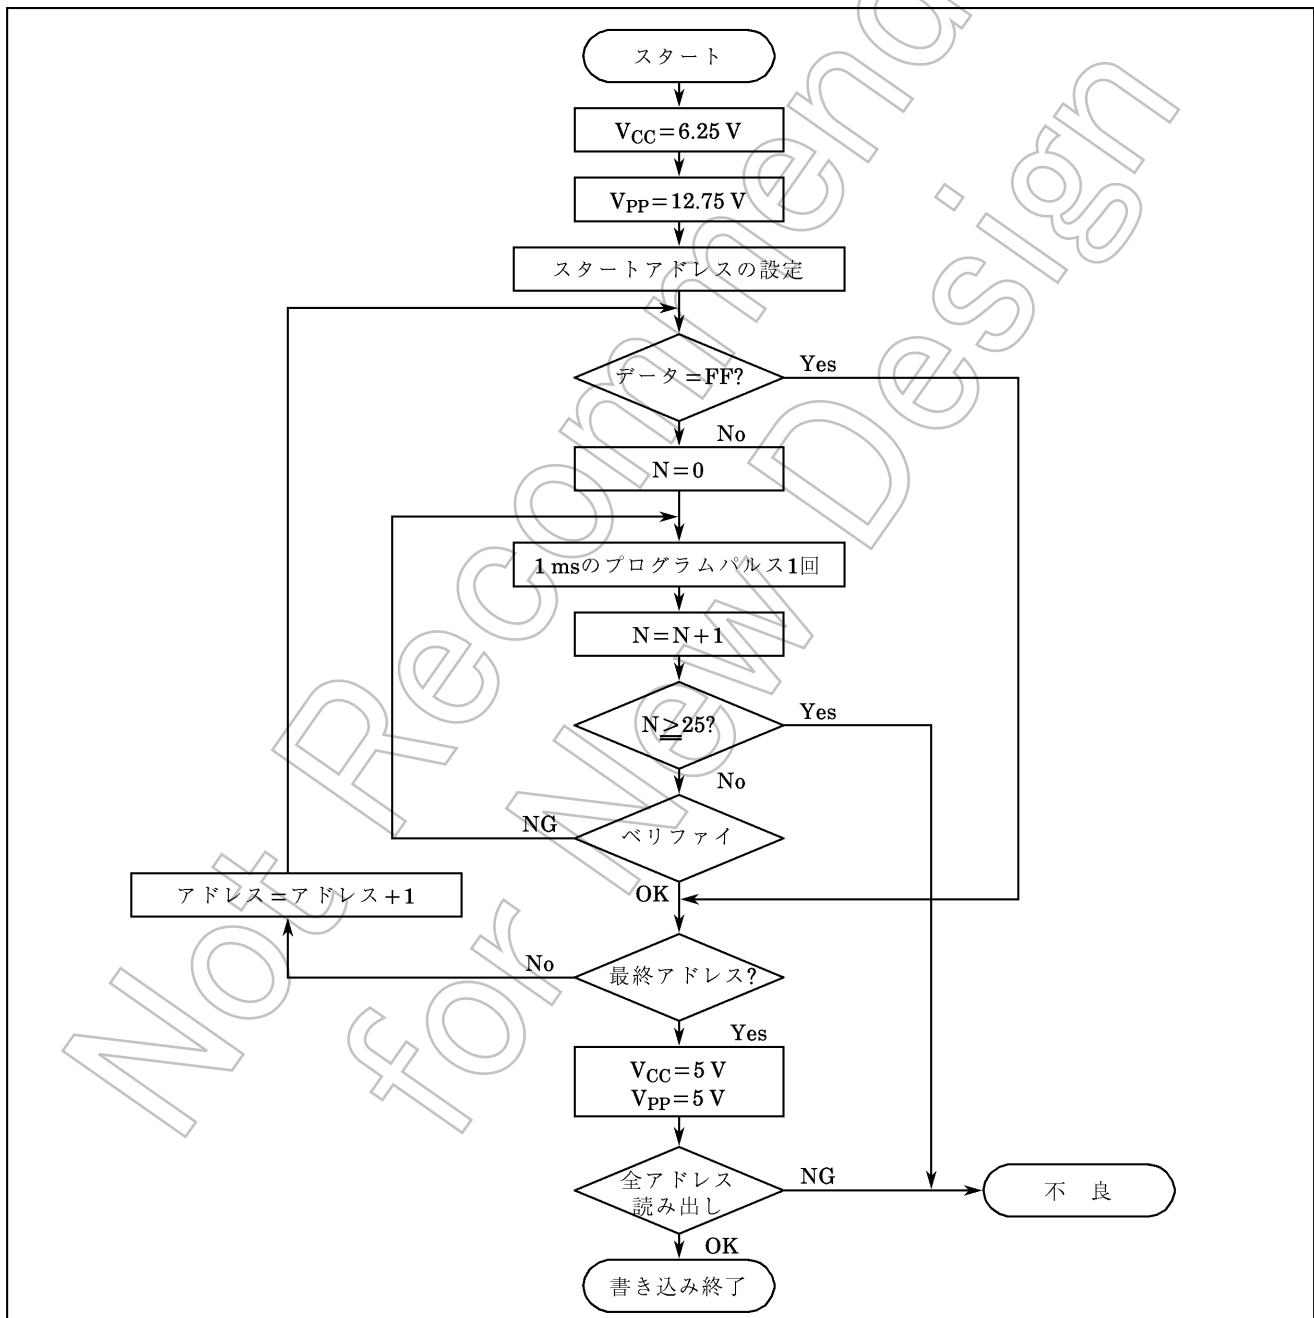 スタート
VCC=6.25 V
VPP=12.75 V
スタートアドレスの設定
データ=FF?
Yes
No
N=0
1 msのプログラムパルス1回
N=N+1
N≧25?
Yes
No
ベリファイ
NG
OK
アドレス=アドレス+1
最終アドレス?
No
Yes
VCC=5 V
VPP=5 V
全アドレス
読み出し
NG
不 良
OK
書き込み終了
Not Recommend
for New Design